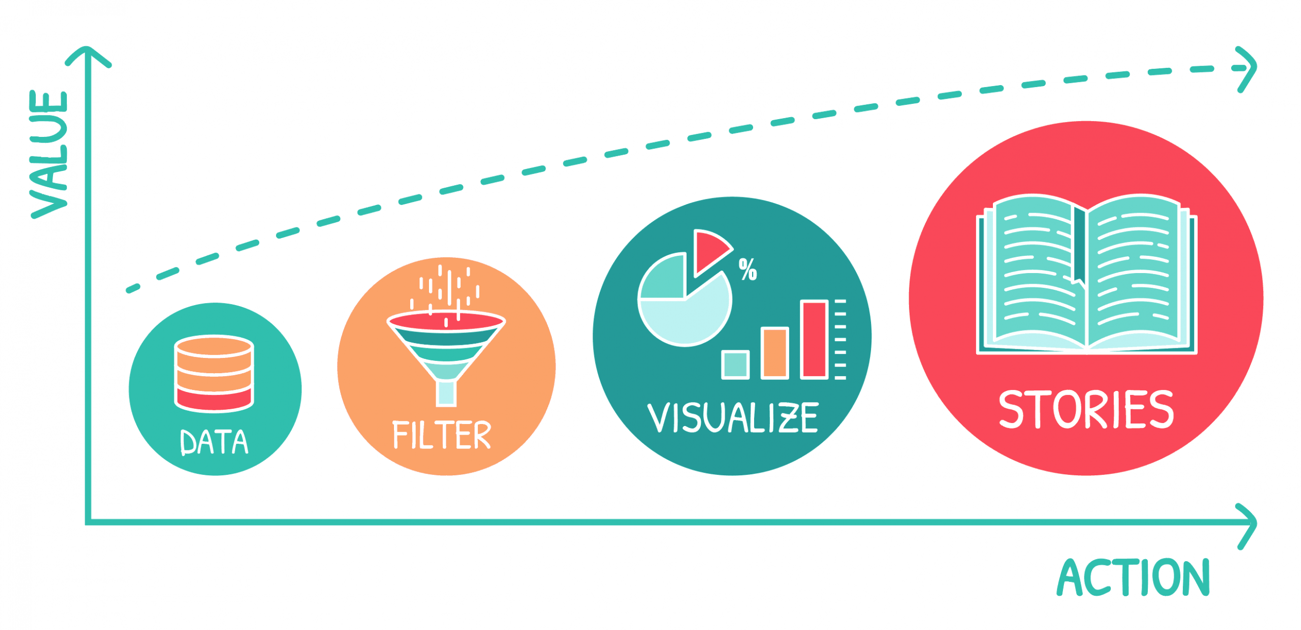 VALUE
DATA
FILTER
%
VISUALIZE
STORIES
ACTION